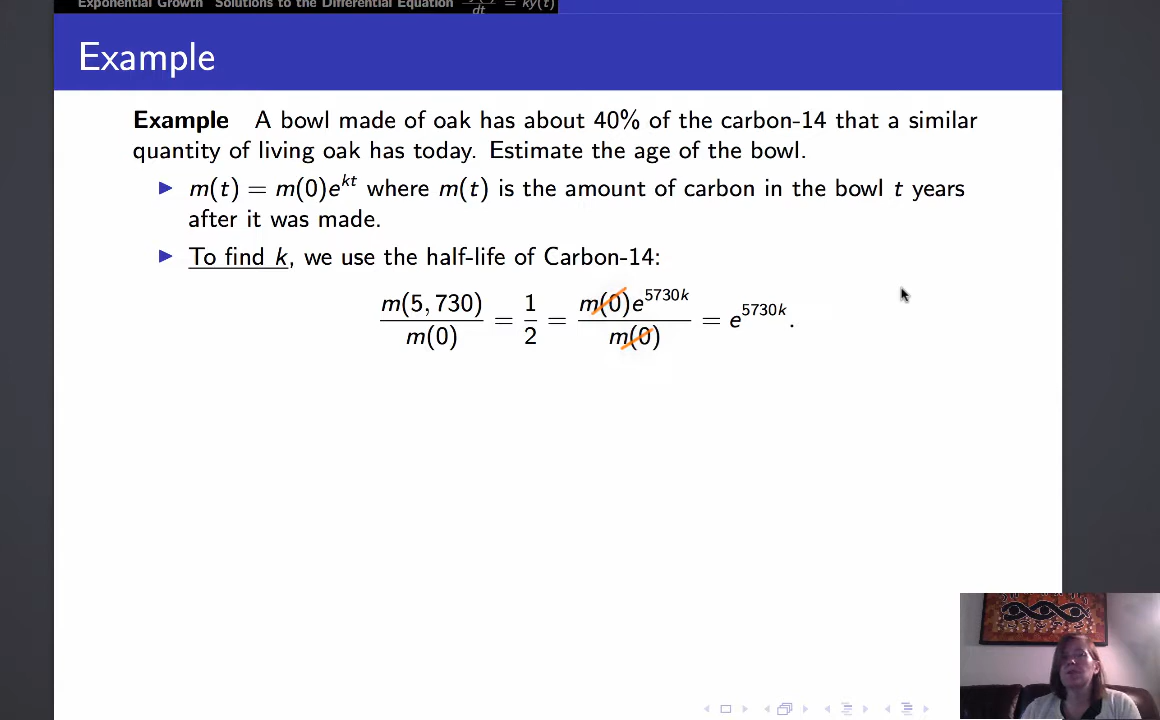 Exponential Growth Solutions to the Differential Equation dt = ky(t)
Example
Example A bowl made of oak has about 40% of the carbon-14 that a similar
quantity of living oak has today. Estimate the age of the bowl.
▶ m(t) = m(0)e^{kt} where m(t) is the amount of carbon in the bowl t years
after it was made.
▶ To find k, we use the half-life of Carbon-14:
m(5,730)/m(0) = 1/2 = m(0)e^{5730k}/m(0) = e^{5730k}.